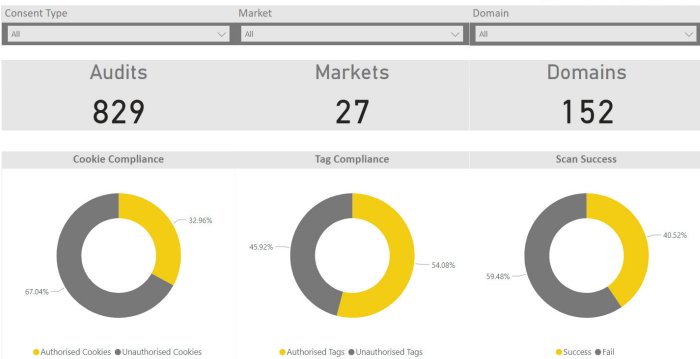 Consent Type Market Domain
All All All
Audits Markets Domains
829 27 152
Cookie Compliance Tag Compliance Scan Success
32.96%
67.04%
45.92%
54.08%
40.52%
59.48%
Authorised Cookies Unauthorised Cookies Authorised Tags Unauthorised Tags Success Fail